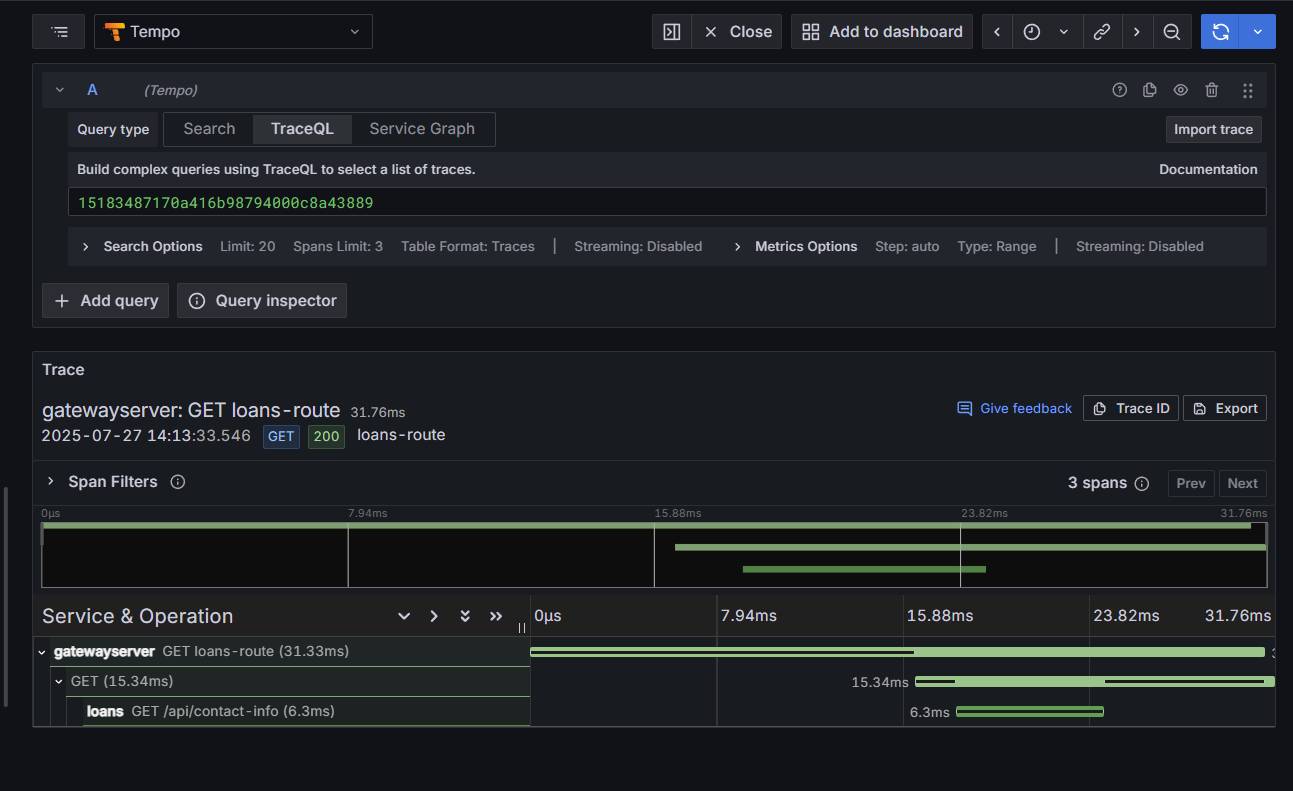 Tempo Close Add to dashboard
A (Tempo)
Query type Search TraceQL Service Graph Import trace
Build complex queries using TraceQL to select a list of traces. Documentation
15183487170a416b98794000c8a43889
Search Options Limit: 20 Spans Limit: 3 Table Format: Traces | Streaming: Disabled Metrics Options Step: auto Type: Range | Streaming: Disabled
Add query Query inspector
Trace
gatewayserver: GET loans-route 31.76ms Give feedback Trace ID Export
2025-07-27 14:13:33.546 GET 200 loans-route
Span Filters 3 spans Prev Next
0µs 7.94ms 15.88ms 23.82ms 31.76ms
Service & Operation 0µs 7.94ms 15.88ms 23.82ms 31.76ms
gatewayserver GET loans-route (31.33ms)
GET (15.34ms) 15.34ms
loans GET /api/contact-info (6.3ms) 6.3ms